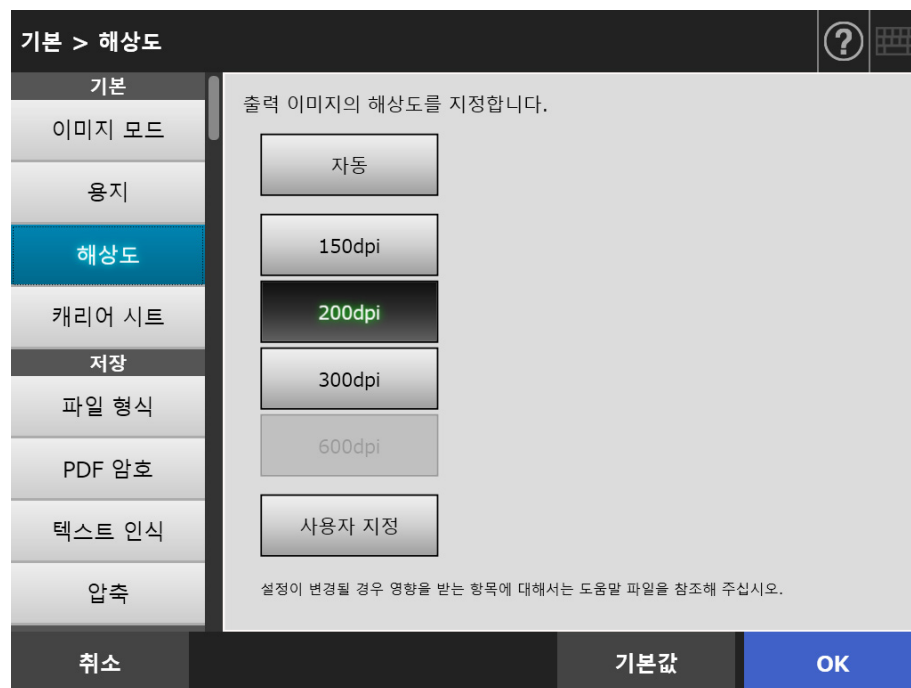 기본 > 해상도
?
기본
이미지 모드
용지
해상도
캐리어 시트
저장
파일 형식
PDF 암호
텍스트 인식
압축
출력 이미지의 해상도를 지정합니다.
자동
150dpi
200dpi
300dpi
600dpi
사용자 지정
설정이 변경될 경우 영향을 받는 항목에 대해서는 도움말 파일을 참조해 주십시오.
취소
기본값
OK